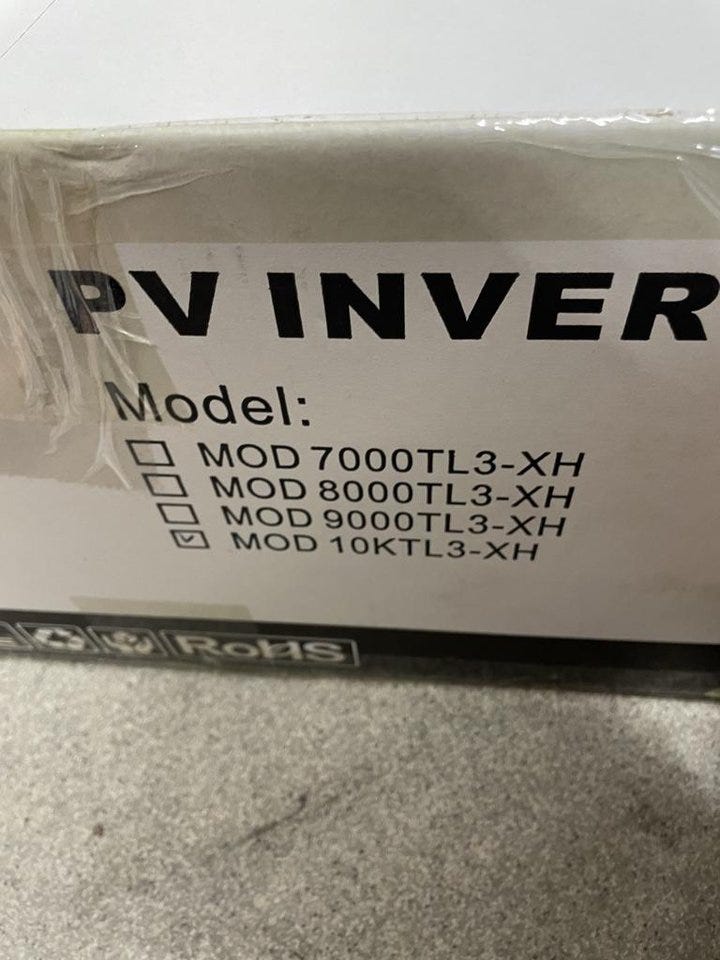 PV INVER
Model:
MOD 7000TL3-XH
MOD 8000TL3-XH
MOD 9000TL3-XH
MOD 10KTL3-XH
RoHS